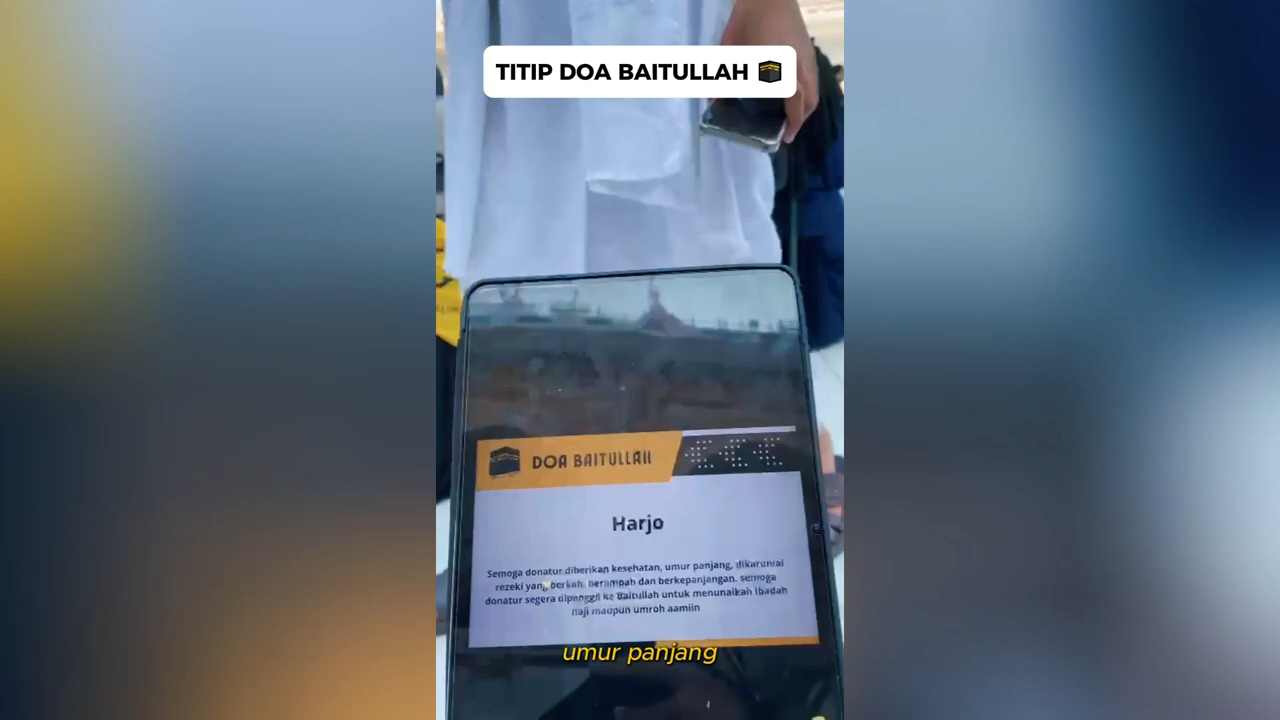 TITIP DOA BAITULLAH
DOA BAITULLAH
Harjo
Semoga donatur diberikan kesehatan, umur panjang, dikaruniai
rezeki yang berkah, berlimpah dan berkepanjangan. semoga
donatur segera dipanggil ke Baitullah untuk menunaikan ibadah
haji maupun umroh aamiin
umur panjang